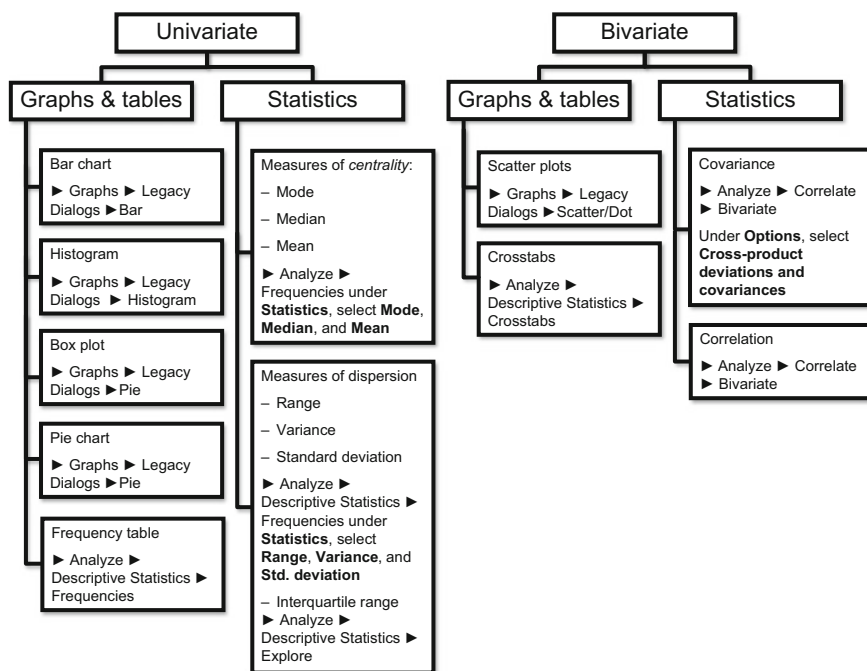 Univariate
Graphs & tables
Bar chart
► Graphs ► Legacy
Dialogs ►Bar
Histogram
► Graphs ► Legacy
Dialogs ► Histogram
Box plot
► Graphs ► Legacy
Dialogs ►Pie
Pie chart
► Graphs ► Legacy
Dialogs ►Pie
Frequency table
► Analyze ►
Descriptive Statistics ►
Frequencies
Statistics
Measures of centrality:
– Mode
– Median
– Mean
► Analyze ►
Frequencies under
Statistics, select Mode,
Median, and Mean
Measures of dispersion
– Range
– Variance
– Standard deviation
► Analyze ►
Descriptive Statistics ►
Frequencies under
Statistics, select
Range, Variance, and
Std. deviation
– Interquartile range
► Analyze ►
Descriptive Statistics ►
Explore
Bivariate
Graphs & tables
Scatter plots
► Graphs ► Legacy
Dialogs ►Scatter/Dot
Crosstabs
► Analyze ►
Descriptive Statistics ►
Crosstabs
Statistics
Covariance
► Analyze ► Correlate
► Bivariate
Under Options, select
Cross-product
deviations and
covariances
Correlation
► Analyze ► Correlate
► Bivariate